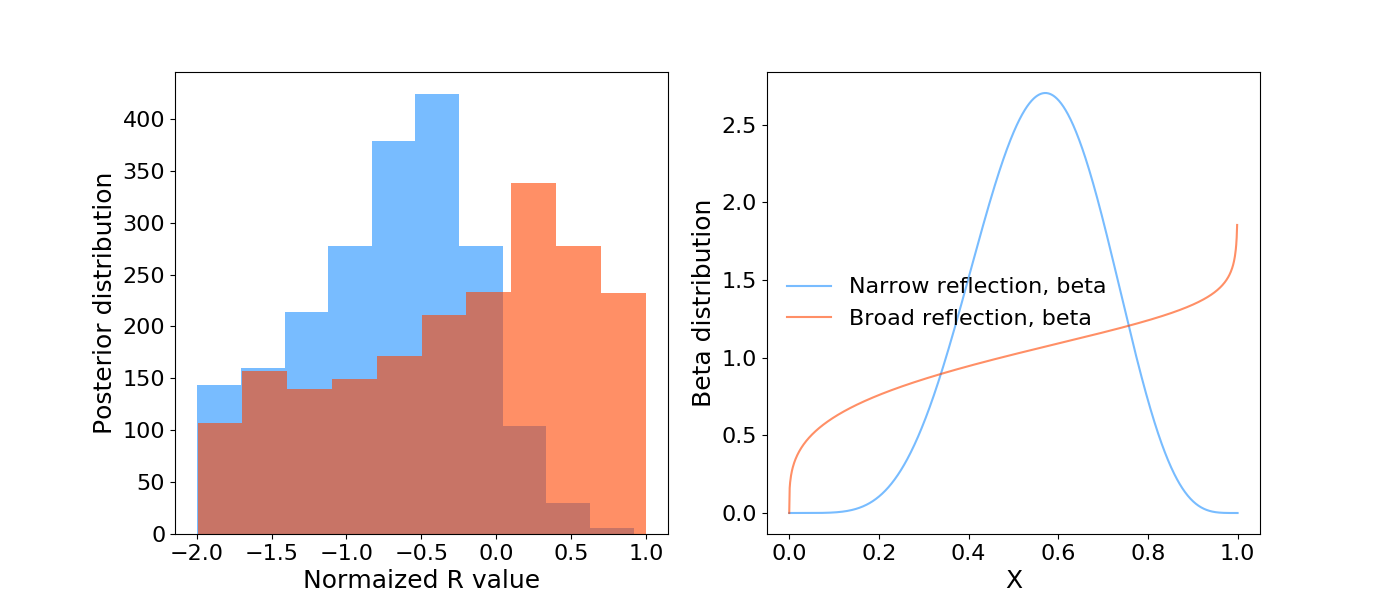 Posterior distribution
400
350
300
250
200
150
100
50
0
−2.0 −1.5 −1.0 −0.5 0.0 0.5 1.0
Normaized R value
Beta distribution
2.5
2.0
1.5
1.0
0.5
0.0
Narrow reflection, beta
Broad reflection, beta
0.0 0.2 0.4 0.6 0.8 1.0
X